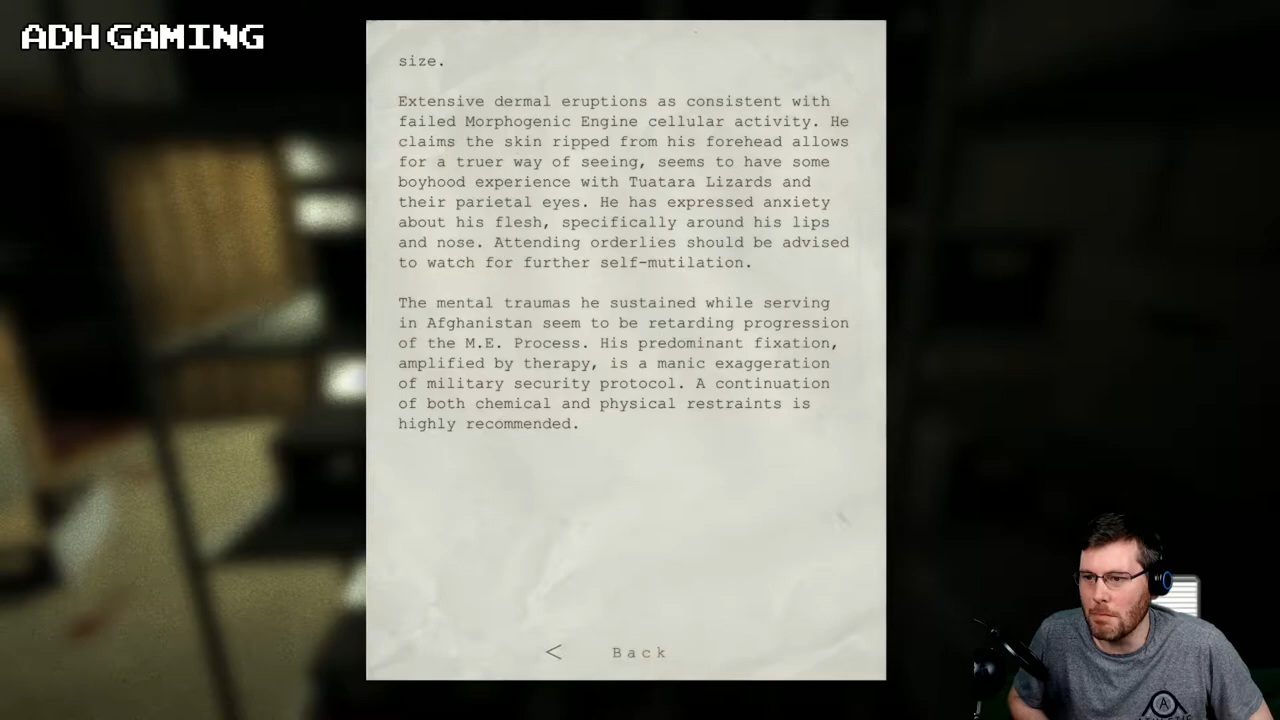 ADH GAMING
size.
Extensive dermal eruptions as consistent with
failed Morphogenic Engine cellular activity. He
claims the skin ripped from his forehead allows
for a truer way of seeing, seems to have some
boyhood experience with Tuatara Lizards and
their parietal eyes. He has expressed anxiety
about his flesh, specifically around his lips
and nose. Attending orderlies should be advised
to watch for further self-mutilation.
The mental traumas he sustained while serving
in Afghanistan seem to be retarding progression
of the M.E. Process. His predominant fixation,
amplified by therapy, is a manic exaggeration
of military security protocol. A continuation
of both chemical and physical restraints is
highly recommended.
< Back